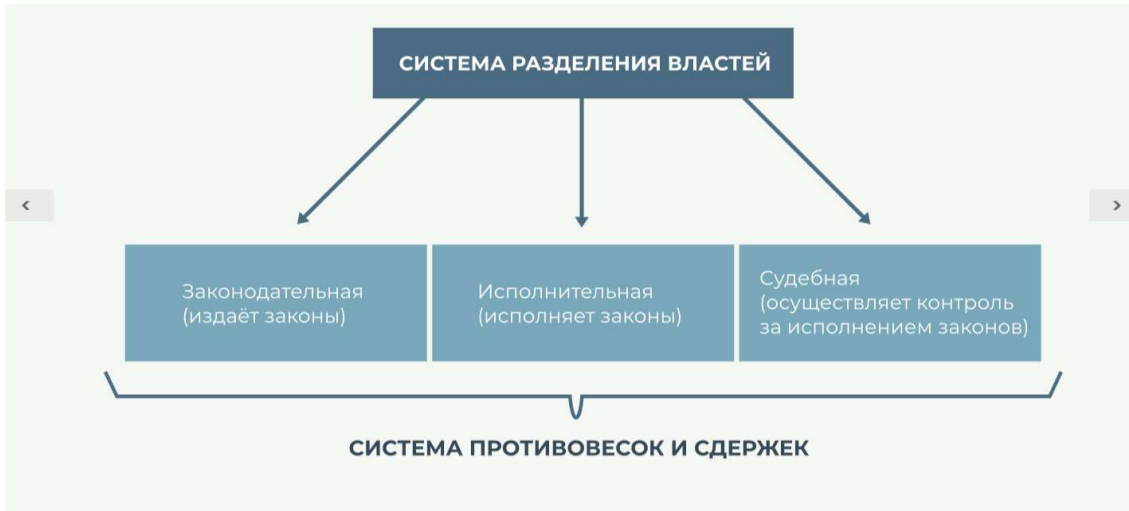 СИСТЕМА РАЗДЕЛЕНИЯ ВЛАСТЕЙ
Законодательная
(издаёт законы)
Исполнительная
(исполняет законы)
Судебная
(осуществляет контроль
за исполнением законов)
СИСТЕМА ПРОТИВОВЕСОК И СДЕРЖЕК